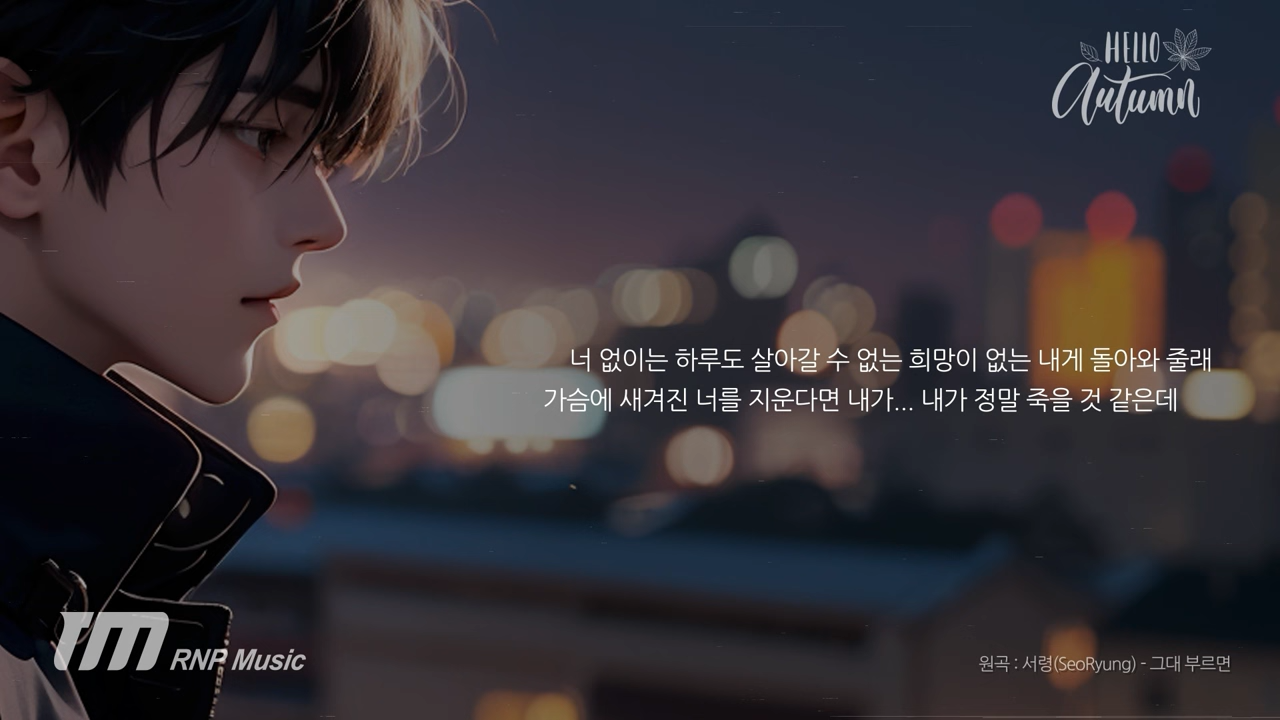 HELLO
Autumn
너 없이는 하루도 살아갈 수 없는 희망이 없는 내게 돌아와 줄래
가슴에 새겨진 너를 지운다면 내가... 내가 정말 죽을 것 같은데
RNP Music
원곡 : 서령(SeoRyung) - 그대 부르면